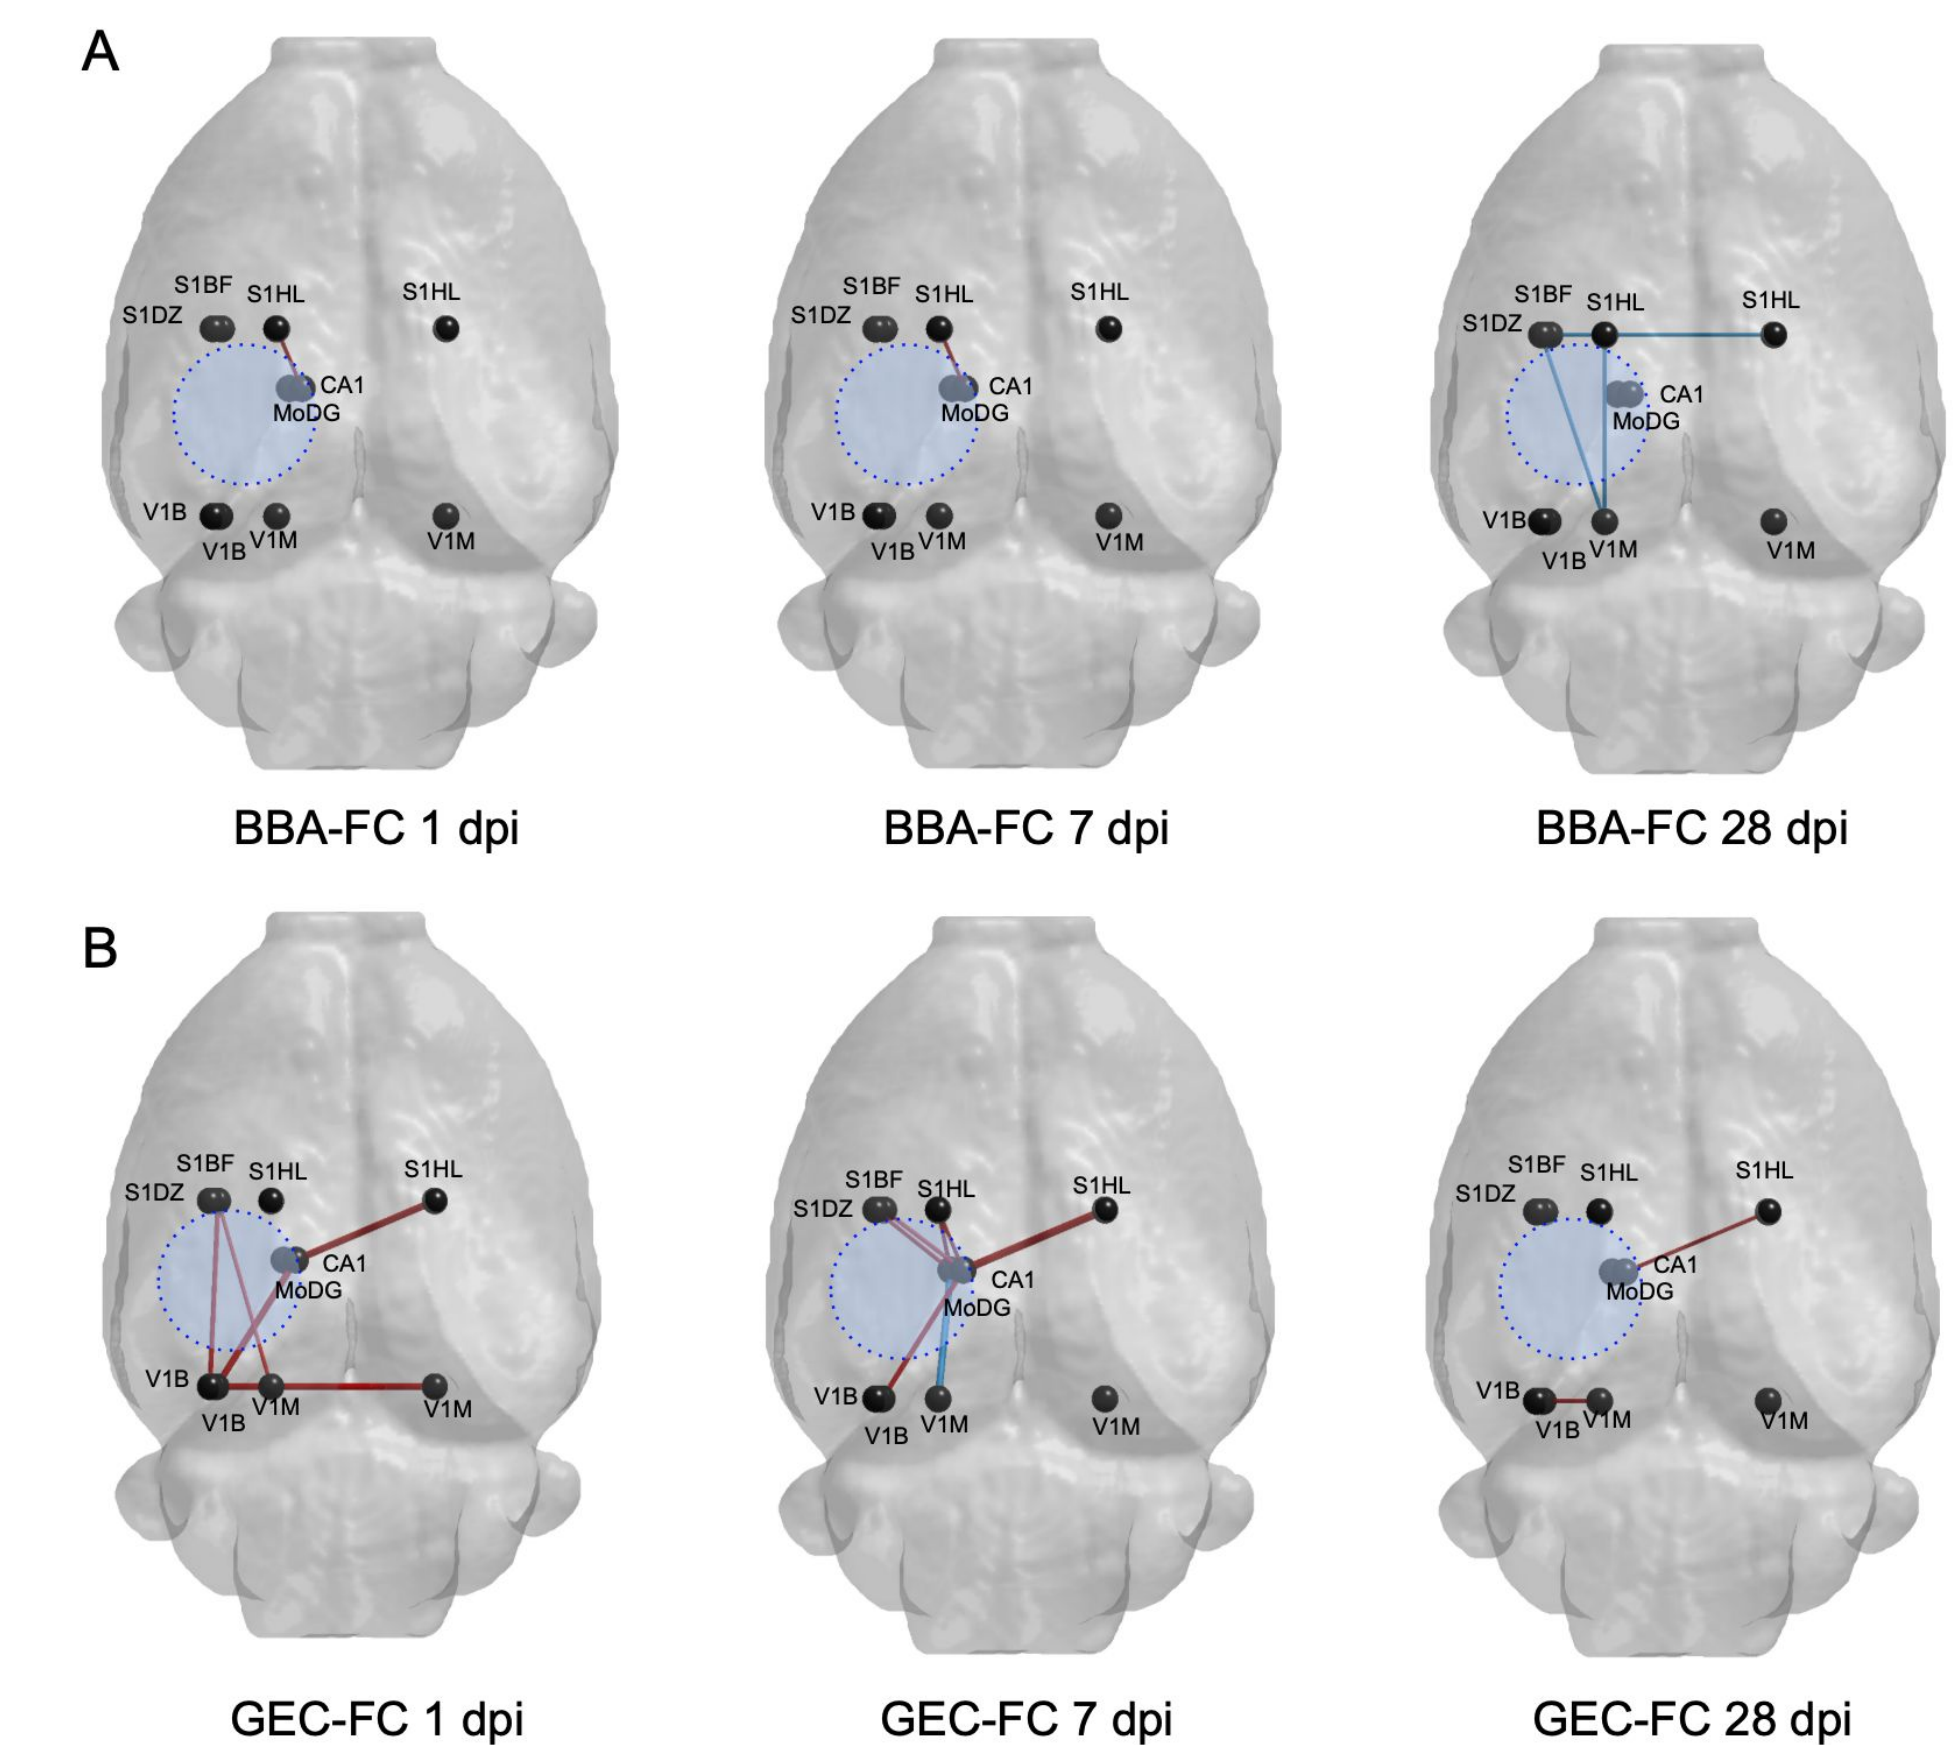 A
S1BF
S1HL
S1HL
S1DZ
CA1
MoDG
V1B
V1B
V1M
V1M
BBA-FC 1 dpi
S1BF
S1HL
S1HL
S1DZ
CA1
MoDG
V1B
V1B
V1M
V1M
BBA-FC 7 dpi
S1BF
S1HL
S1HL
S1DZ
CA1
MoDG
V1B
V1B
V1M
V1M
BBA-FC 28 dpi
B
S1BF
S1HL
S1HL
S1DZ
CA1
MoDG
V1B
V1B
V1M
V1M
GEC-FC 1 dpi
S1BF
S1HL
S1HL
S1DZ
CA1
MoDG
V1B
V1B
V1M
V1M
GEC-FC 7 dpi
S1BF
S1HL
S1HL
S1DZ
CA1
MoDG
V1B
V1B
V1M
V1M
GEC-FC 28 dpi